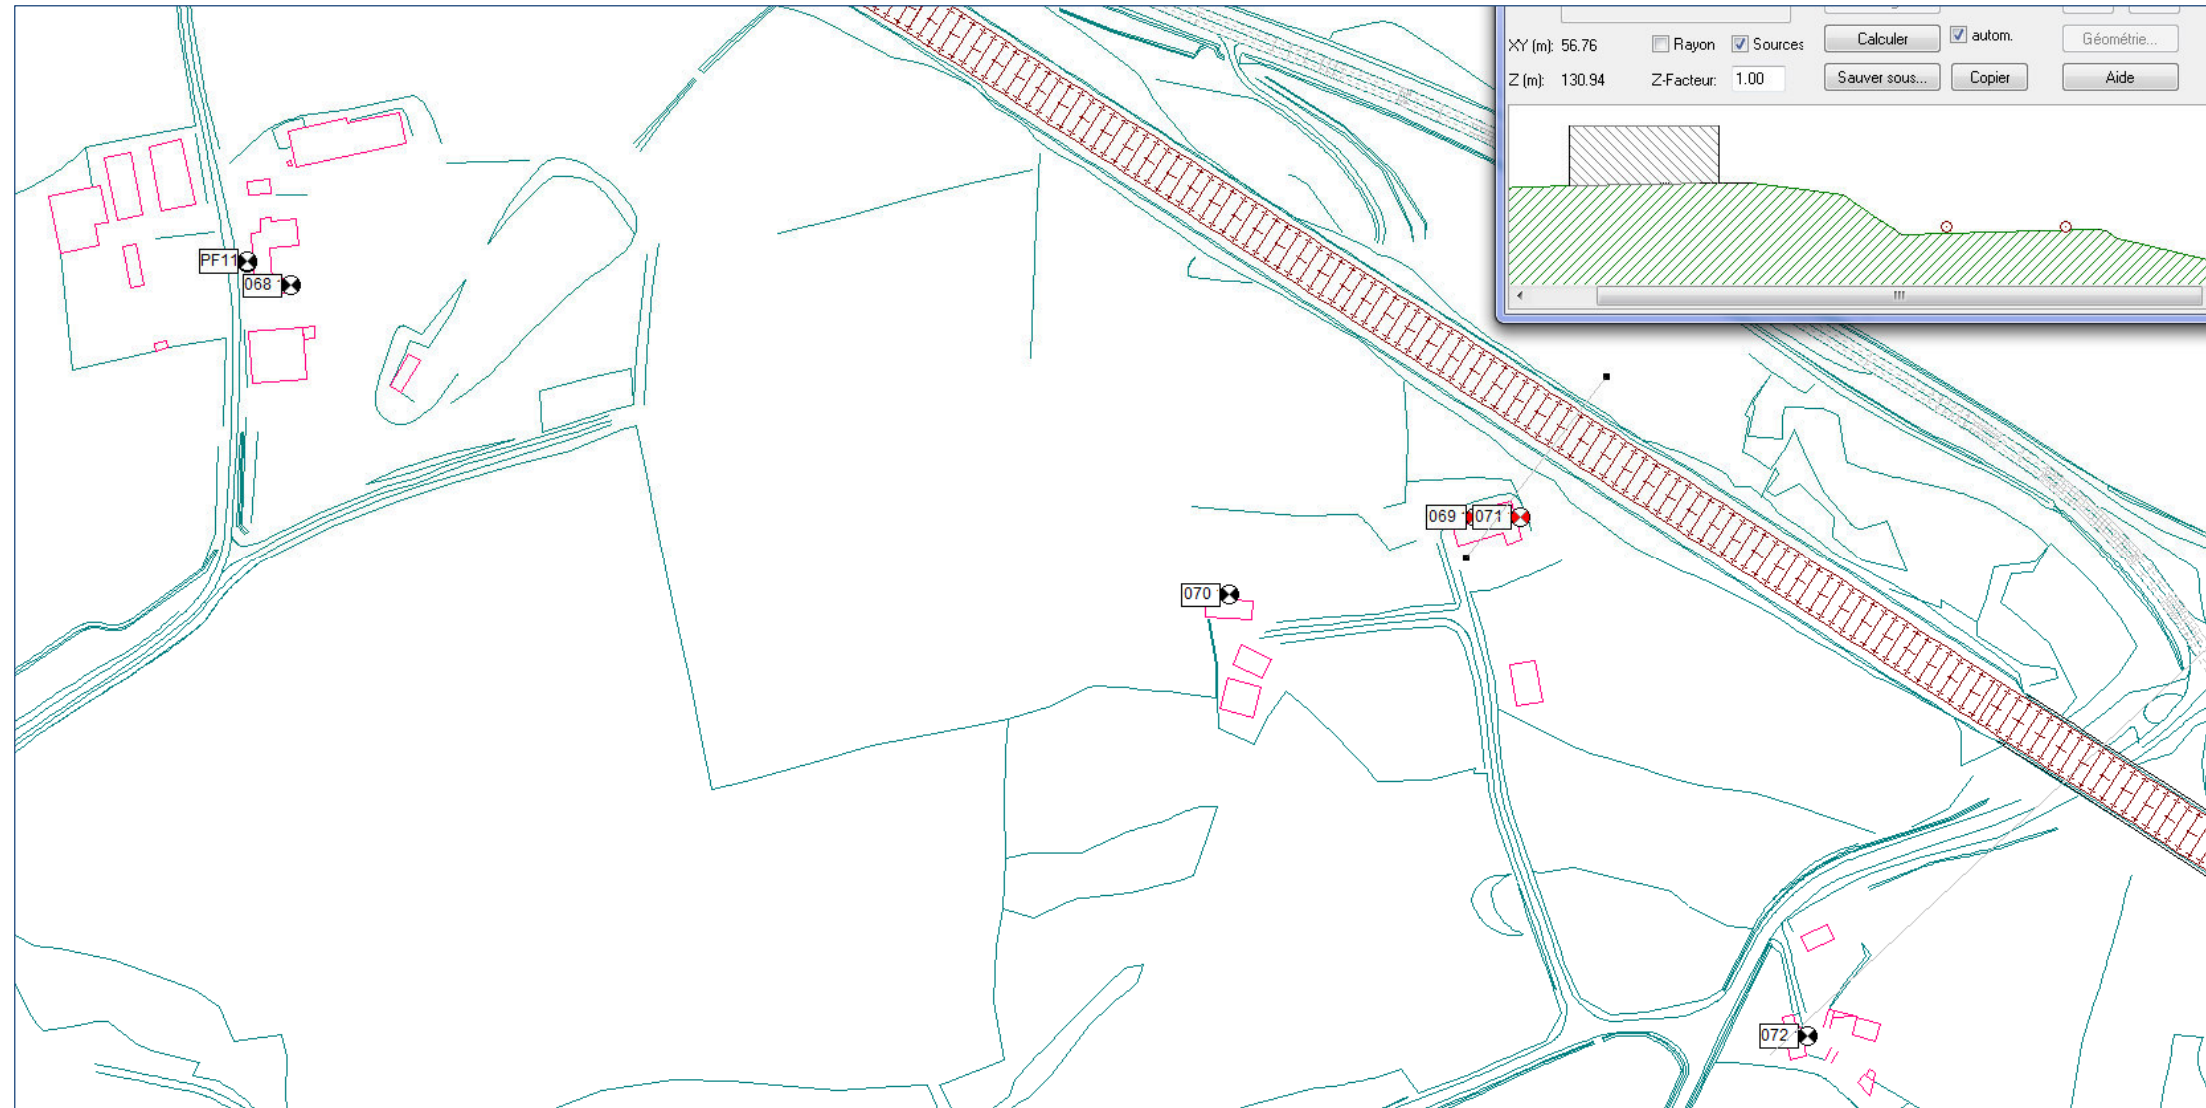 XY (m): 56.76
Rayon
Sources
Calculer
autom.
Géométrie...
Z (m): 130.94
Z-Facteur: 1.00
Sauver sous...
Copier
Aide
PF11
068
069
071
070
072